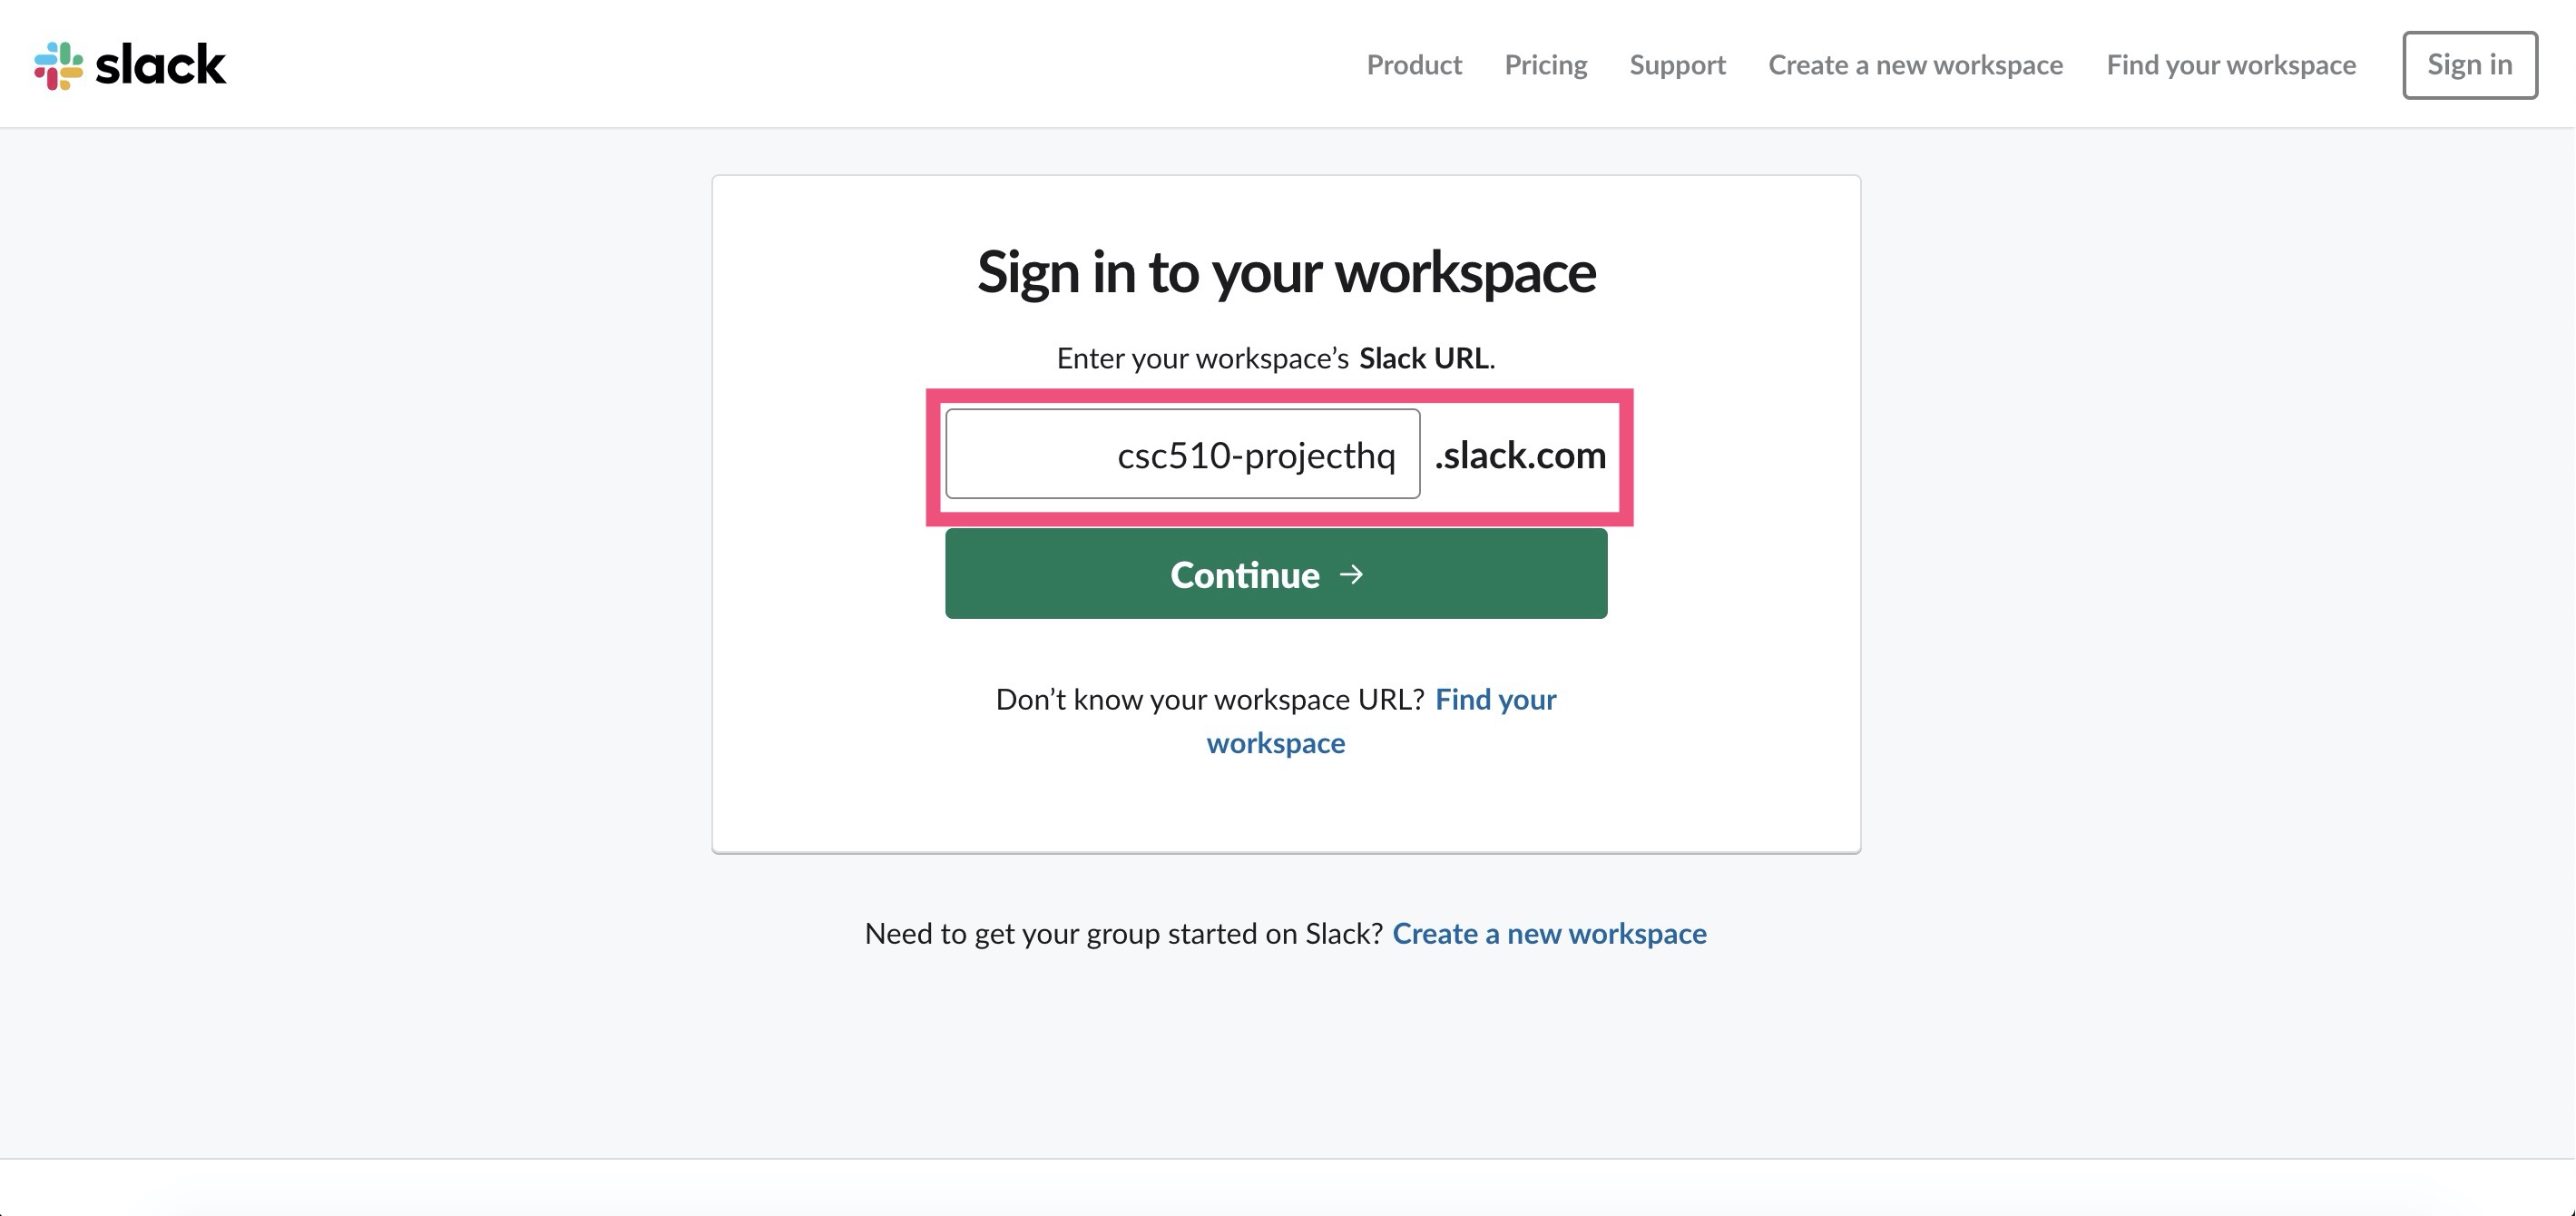 slack
Product Pricing Support Create a new workspace Find your workspace Sign in
Sign in to your workspace
Enter your workspace’s Slack URL.
csc510-projecthq .slack.com
Continue →
Don’t know your workspace URL? Find your
workspace
Need to get your group started on Slack? Create a new workspace